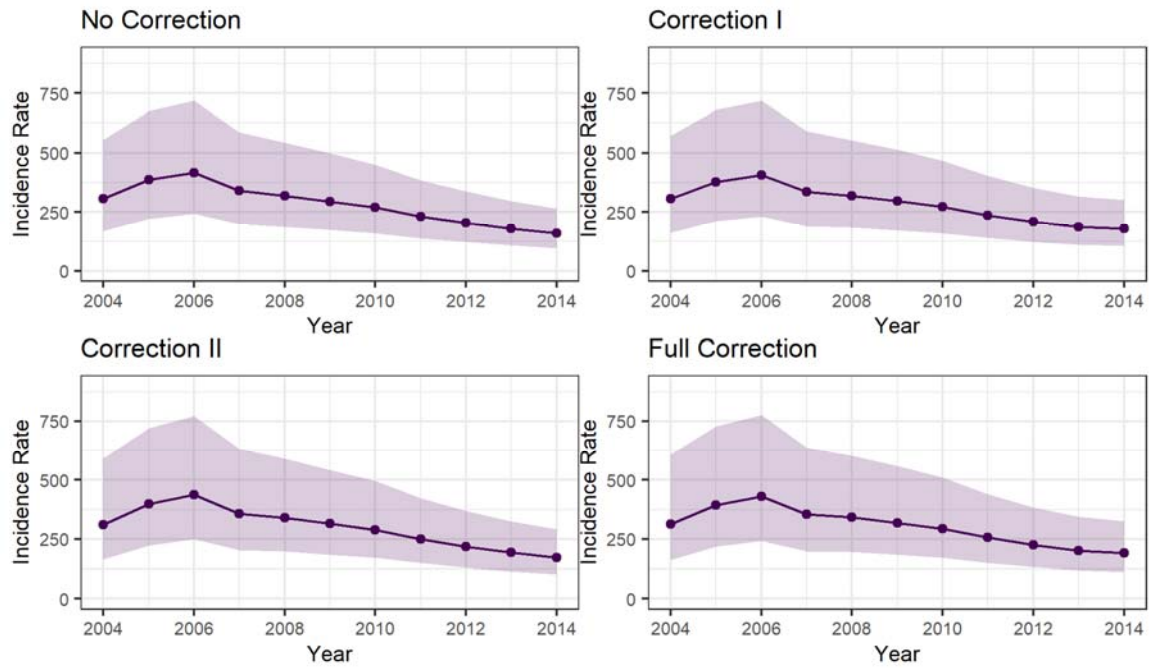 No Correction
Incidence Rate
750
500
250
0
2004 2006 2008 2010 2012 2014
Year
Correction I
Incidence Rate
750
500
250
0
2004 2006 2008 2010 2012 2014
Year
Correction II
Incidence Rate
750
500
250
0
2004 2006 2008 2010 2012 2014
Year
Full Correction
Incidence Rate
750
500
250
0
2004 2006 2008 2010 2012 2014
Year